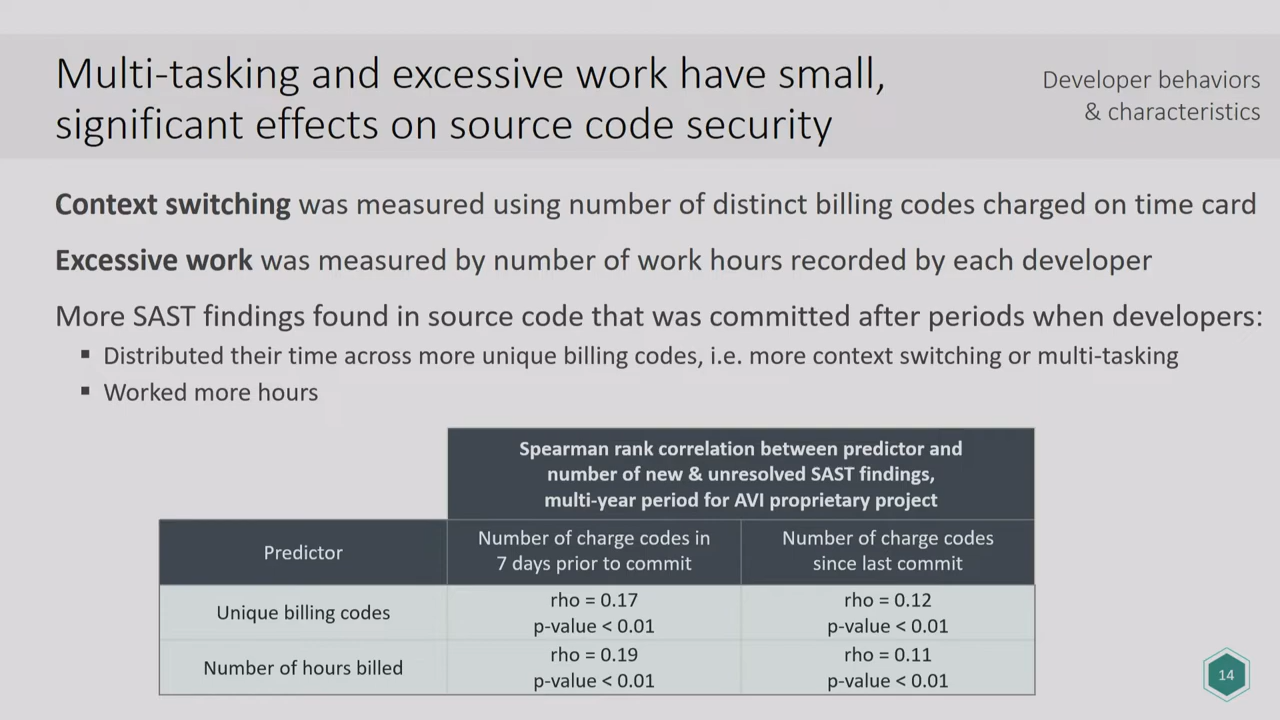 Multi-tasking and excessive work have small,
significant effects on source code security
Developer behaviors
& characteristics
Context switching was measured using number of distinct billing codes charged on time card
Excessive work was measured by number of work hours recorded by each developer
More SAST findings found in source code that was committed after periods when developers:
▪ Distributed their time across more unique billing codes, i.e. more context switching or multi-tasking
▪ Worked more hours
Spearman rank correlation between predictor and
number of new & unresolved SAST findings,
multi-year period for AVI proprietary project
Predictor
Number of charge codes in
7 days prior to commit
Number of charge codes
since last commit
Unique billing codes
rho = 0.17
p-value < 0.01
rho = 0.12
p-value < 0.01
Number of hours billed
rho = 0.19
p-value < 0.01
rho = 0.11
p-value < 0.01
14